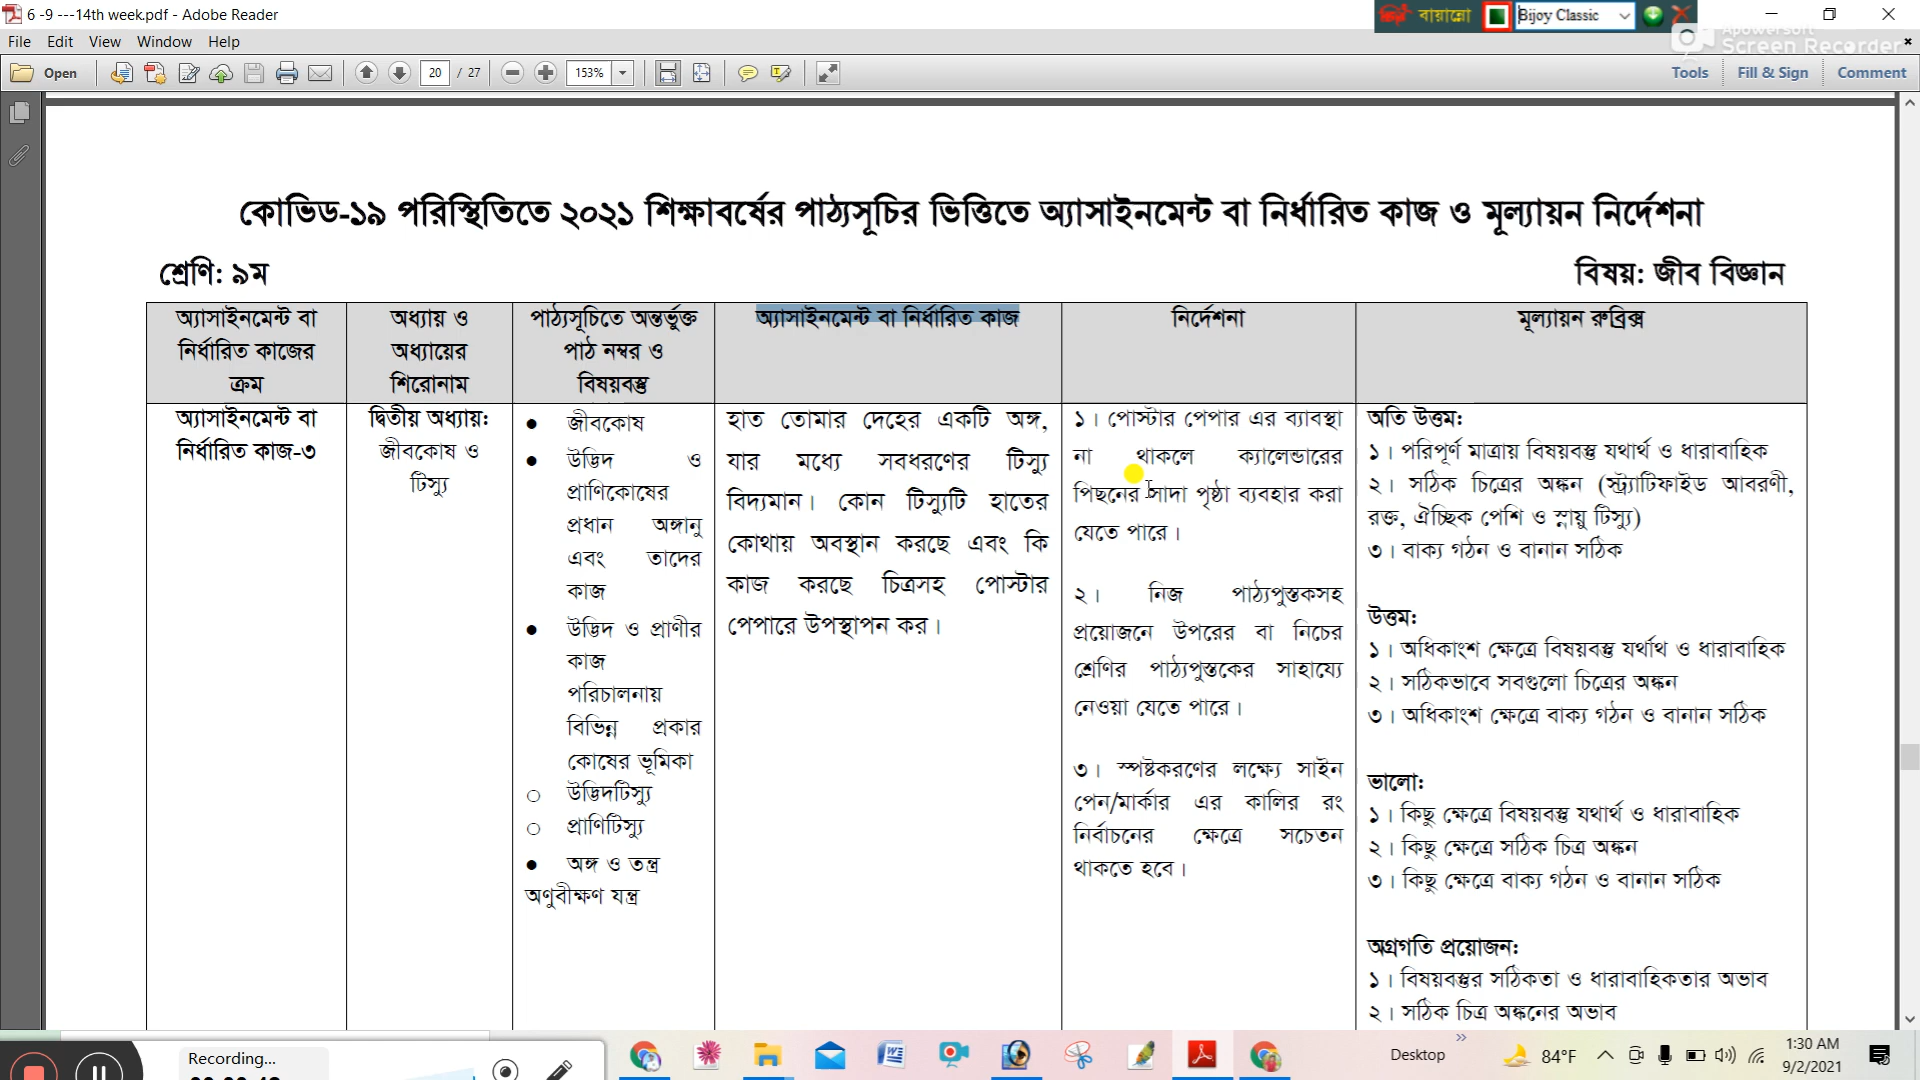 6 -9 ---14th week.pdf - Adobe Reader
বায়ান্নো
Bijoy Classic
Apowersoft
Screen Recorder
File Edit View Window Help
Open
20 / 27
153%
Tools
Fill & Sign
Comment
কোভিড-১৯ পরিস্থিতিতে ২০২১ শিক্ষাবর্ষের পাঠ্যসূচির ভিত্তিতে অ্যাসাইনমেন্ট বা নির্ধারিত কাজ ও মূল্যায়ন নির্দেশনা
শ্রেণি: ৯ম
বিষয়: জীব বিজ্ঞান
অ্যাসাইনমেন্ট বা
নির্ধারিত কাজের
ক্রম
অধ্যায় ও
অধ্যায়ের
শিরোনাম
পাঠ্যসূচিতে অন্তর্ভুক্ত
পাঠ নম্বর ও
বিষয়বস্তু
অ্যাসাইনমেন্ট বা নির্ধারিত কাজ
নির্দেশনা
মূল্যায়ন রুব্রিক্স
অ্যাসাইনমেন্ট বা
নির্ধারিত কাজ-৩
দ্বিতীয় অধ্যায়:
জীবকোষ ও
টিস্যু
● জীবকোষ
● উদ্ভিদ ও
প্রাণিকোষের
প্রধান অঙ্গানু
এবং তাদের
কাজ
● উদ্ভিদ ও প্রাণীর
কাজ
পরিচালনায়
বিভিন্ন প্রকার
কোষের ভূমিকা
○ উদ্ভিদটিস্যু
○ প্রাণিটিস্যু
● অঙ্গ ও তন্ত্র
অণুবীক্ষণ যন্ত্র
হাত তোমার দেহের একটি অঙ্গ,
যার মধ্যে সবধরণের টিস্যু
বিদ্যমান। কোন টিস্যুটি হাতের
কোথায় অবস্থান করছে এবং কি
কাজ করছে চিত্রসহ পোস্টার
পেপারে উপস্থাপন কর।
১। পোস্টার পেপার এর ব্যাবস্থা
না থাকলে ক্যালেন্ডারের
পিছনের সাদা পৃষ্ঠা ব্যবহার করা
যেতে পারে।
২। নিজ পাঠ্যপুস্তকসহ
প্রয়োজনে উপরের বা নিচের
শ্রেণির পাঠ্যপুস্তকের সাহায্যে
নেওয়া যেতে পারে।
৩। স্পষ্টকরণের লক্ষ্যে সাইন
পেন/মার্কার এর কালির রং
নির্বাচনের ক্ষেত্রে সচেতন
থাকতে হবে।
অতি উত্তম:
১। পরিপূর্ণ মাত্রায় বিষয়বস্তু যথার্থ ও ধারাবাহিক
২। সঠিক চিত্রের অঙ্কন (স্ট্র্যাটিফাইড আবরণী,
রক্ত, ঐচ্ছিক পেশি ও স্নায়ু টিস্যু)
৩। বাক্য গঠন ও বানান সঠিক
উত্তম:
১। অধিকাংশ ক্ষেত্রে বিষয়বস্তু যর্থাথ ও ধারাবাহিক
২। সঠিকভাবে সবগুলো চিত্রের অঙ্কন
৩। অধিকাংশ ক্ষেত্রে বাক্য গঠন ও বানান সঠিক
ভালো:
১। কিছু ক্ষেত্রে বিষয়বস্তু যথার্থ ও ধারাবাহিক
২। কিছু ক্ষেত্রে সঠিক চিত্র অঙ্কন
৩। কিছু ক্ষেত্রে বাক্য গঠন ও বানান সঠিক
অগ্রগতি প্রয়োজন:
১। বিষয়বস্তুর সঠিকতা ও ধারাবাহিকতার অভাব
২। সঠিক চিত্র অঙ্কনের অভাব
Recording...
Desktop
84°F
1:30 AM
9/2/2021